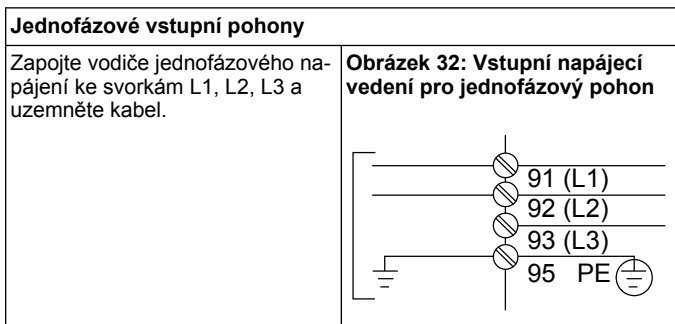 Jednofázové vstupní pohony
Zapojte vodiče jednofázového na-
pájení ke svorkám L1, L2, L3 a
uzemněte kabel.
Obrázek 32: Vstupní napájecí
vedení pro jednofázový pohon
91 (L1)
92 (L2)
93 (L3)
95 PE